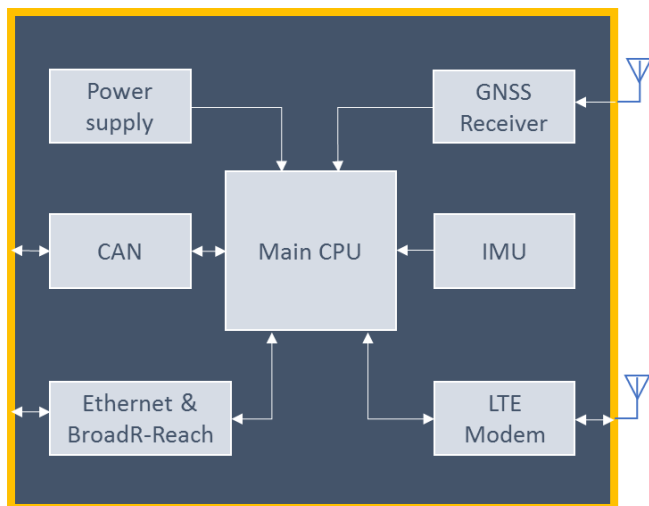 Power
supply
GNSS
Receiver
CAN
Main CPU
IMU
Ethernet &
BroadR-Reach
LTE
Modem